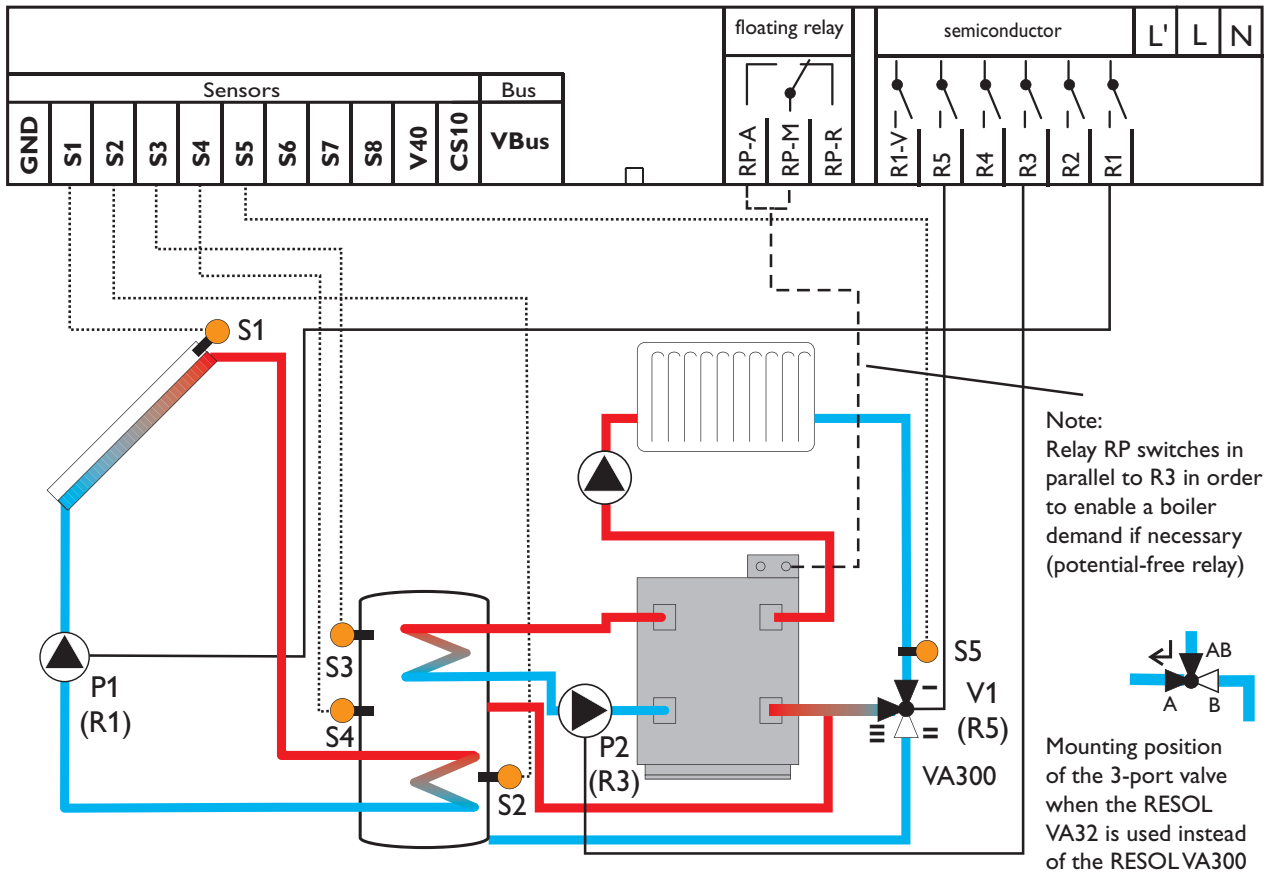 floating relay
semiconductor
L' L N
Sensors
Bus
GND S1 S2 S3 S4 S5 S6 S7 S8 V40 CS10 VBus
RP-A RP-M RP-R
R1-V R5 R4 R3 R2 R1
S1
Note:
Relay RP switches in
parallel to R3 in order
to enable a boiler
demand if necessary
(potential-free relay)
S3
S4
S5
P1
(R1)
P2
(R3)
S2
V1
(R5)
VA300
AB
A B
Mounting position
of the 3-port valve
when the RESOL
VA32 is used instead
of the RESOL VA300